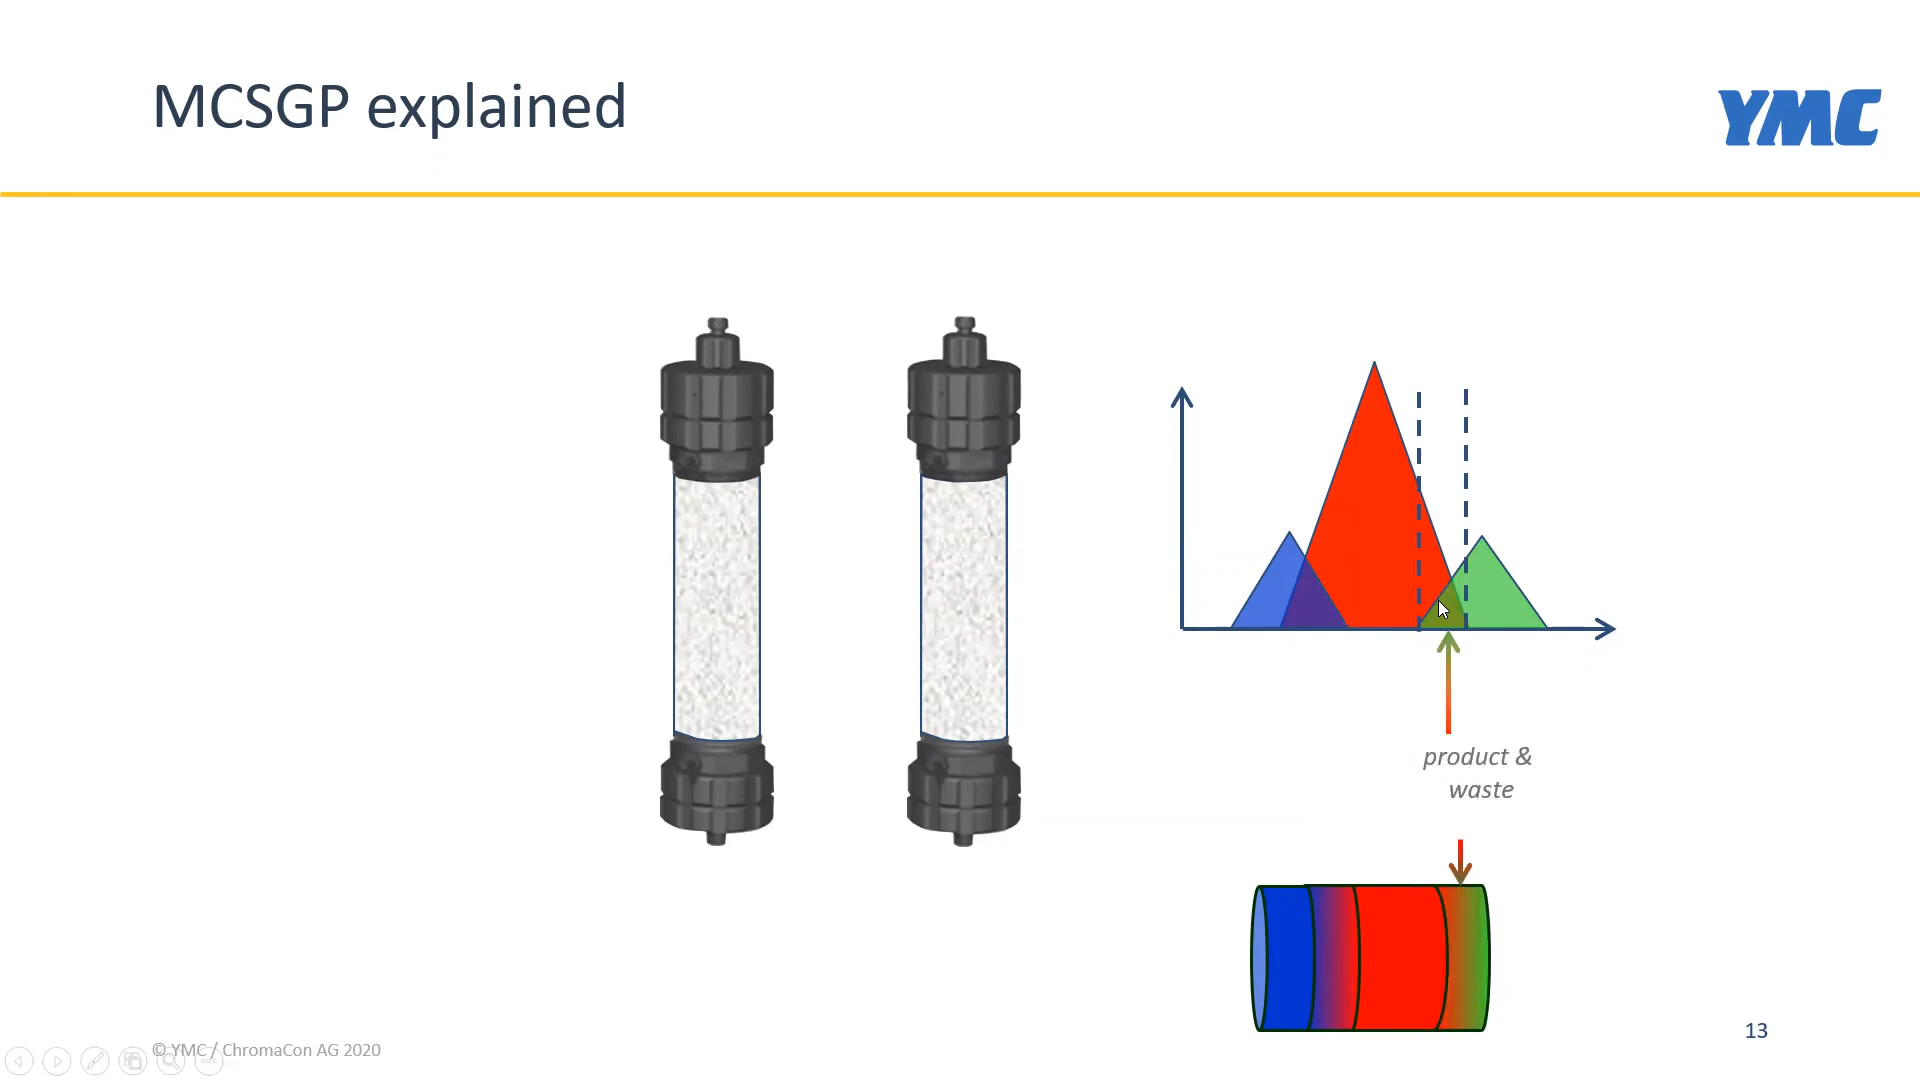 MCSGP explained
YMC
product &
waste
© YMC / ChromaCon AG 2020
13